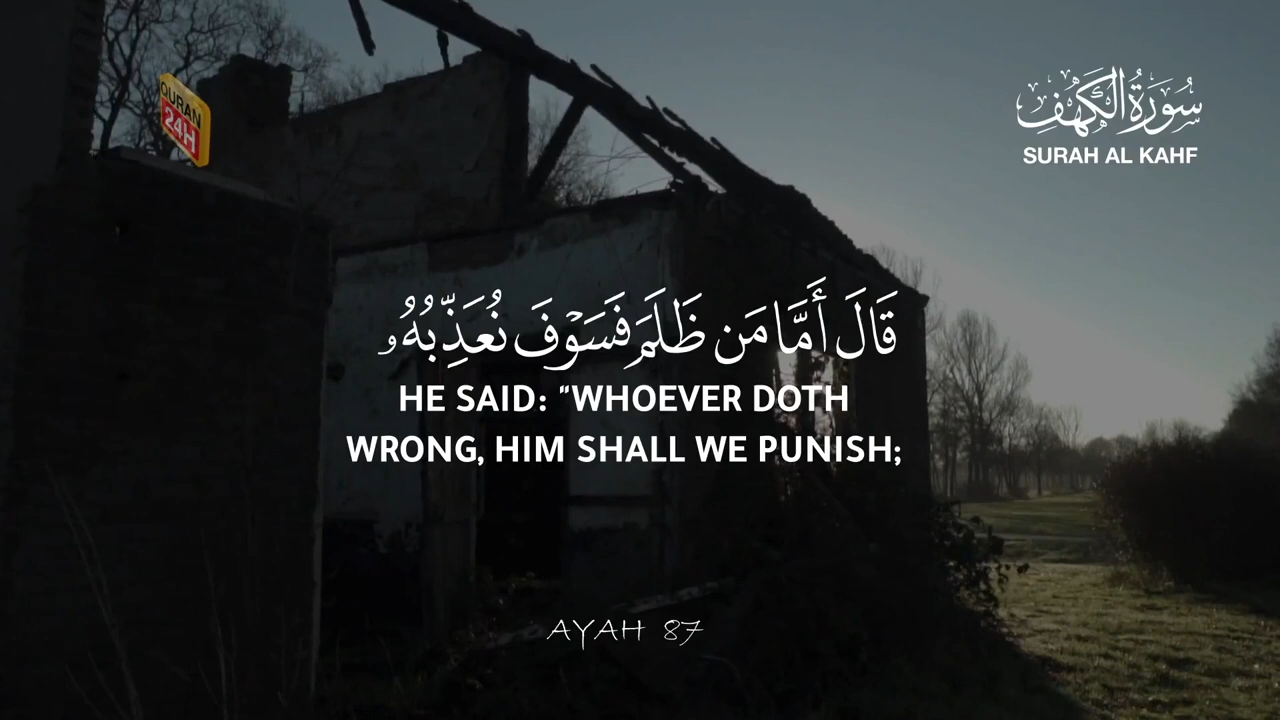 QURAN
24H
سُورَةُ الكَهْفِ
SURAH AL KAHF
قَالَ أَمَّا مَن ظَلَمَ فَسَوْفَ نُعَذِّبُهُۥ
HE SAID: "WHOEVER DOTH
WRONG, HIM SHALL WE PUNISH;
AYAH 87